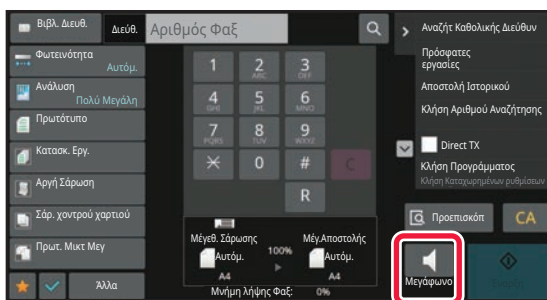 Βιβλ. Διευθ.
Διεύθ.
Αριθμός Φαξ
Φωτεινότητα
Αυτόμ.
Ανάλυση
Πολύ Μεγάλη
Πρωτότυπο
Κατασκ. Εργ.
Αργή Σάρωση
Σάρ. χοντρού χαρτιού
Πρωτ. Μικτ Μεγ
Άλλα
1
2
ABC
3
DEF
4
GHI
5
JKL
6
MNO
7
PQRS
8
TUV
9
WXYZ
0
#
C
R
Μέγεθ. Σάρωσης
Αυτόμ.
A4
100%
Μέγ.Αποστολής
Αυτόμ.
A4
Μνήμη λήψης Φαξ: 0%
Αναζήτ Καθολικής Διεύθυν
Πρόσφατες
εργασίες
Αποστολή Ιστορικού
Κλήση Αριθμού Αναζήτησης
Direct TX
Κλήση Προγράμματος
Κλήση Καταχωρημένων ρυθμίσεων
Προεπισκόπ
CA
Μεγάφωνο